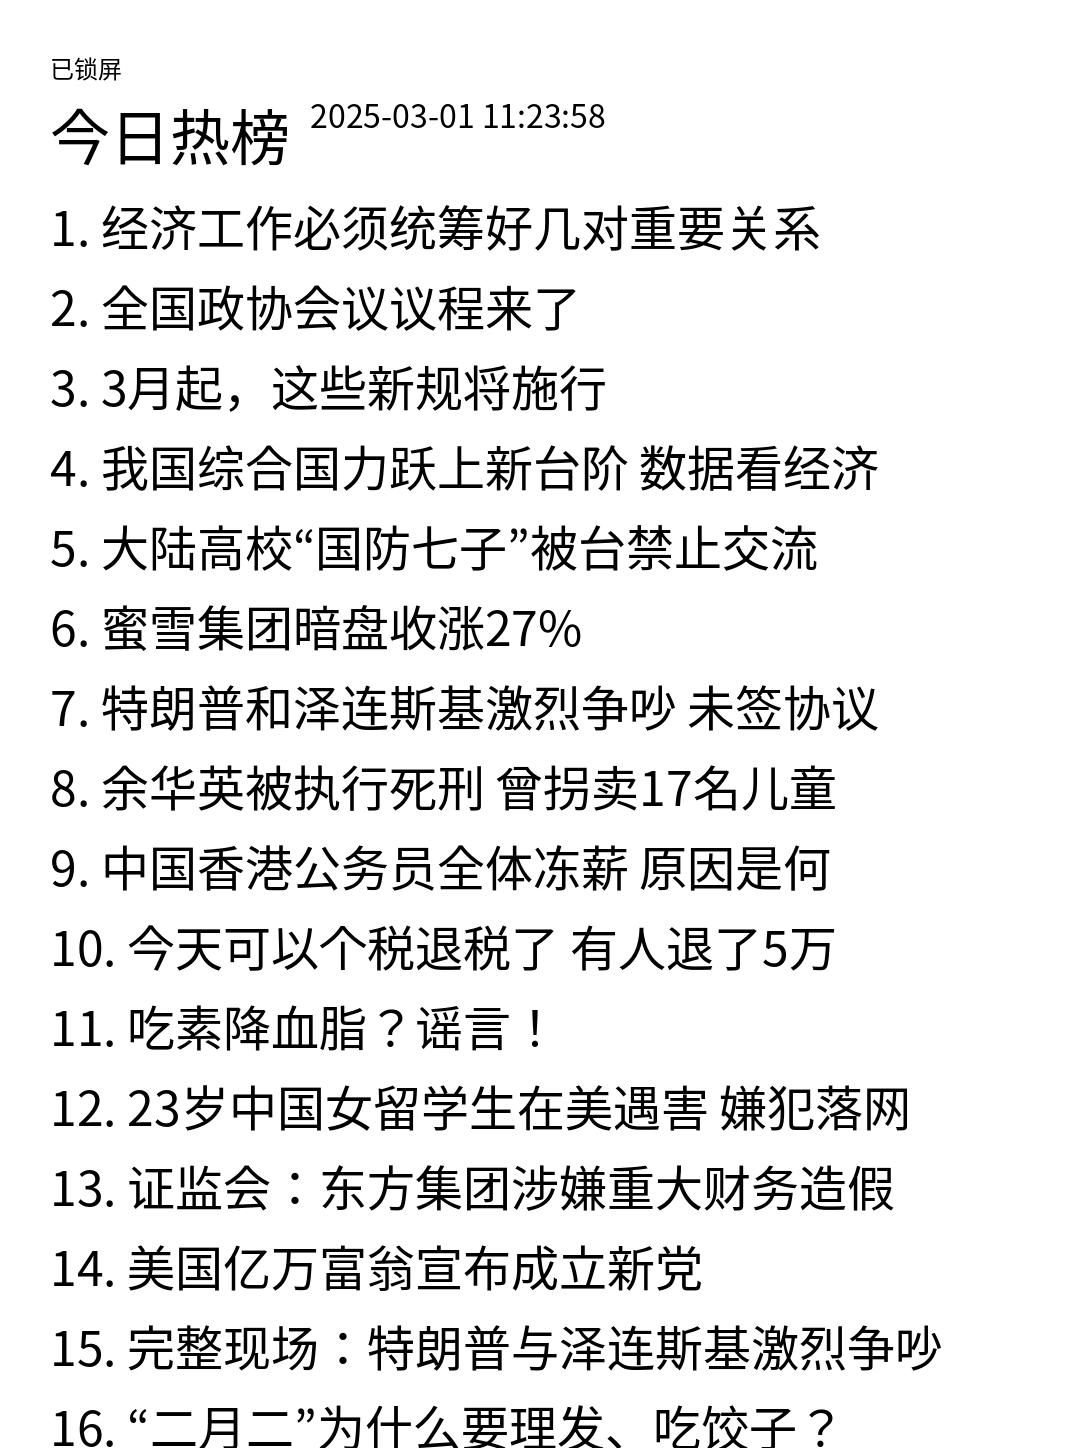 已锁屏
今日热榜 2025-03-01 11:23:58
1. 经济工作必须统筹好几对重要关系
2. 全国政协会议议程来了
3. 3月起，这些新规将施行
4. 我国综合国力跃上新台阶 数据看经济
5. 大陆高校“国防七子”被台禁止交流
6. 蜜雪集团暗盘收涨27%
7. 特朗普和泽连斯基激烈争吵 未签协议
8. 余华英被执行死刑 曾拐卖17名儿童
9. 中国香港公务员全体冻薪 原因是何
10. 今天可以个税退税了 有人退了5万
11. 吃素降血脂？谣言！
12. 23岁中国女留学生在美遇害 嫌犯落网
13. 证监会：东方集团涉嫌重大财务造假
14. 美国亿万富翁宣布成立新党
15. 完整现场：特朗普与泽连斯基激烈争吵
16. “二月二”为什么要理发、吃饺子？